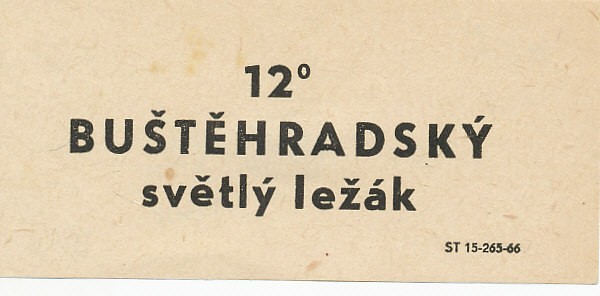 12°
BUŠTĚHRADSKÝ
světlý ležák
ST 15-265-66